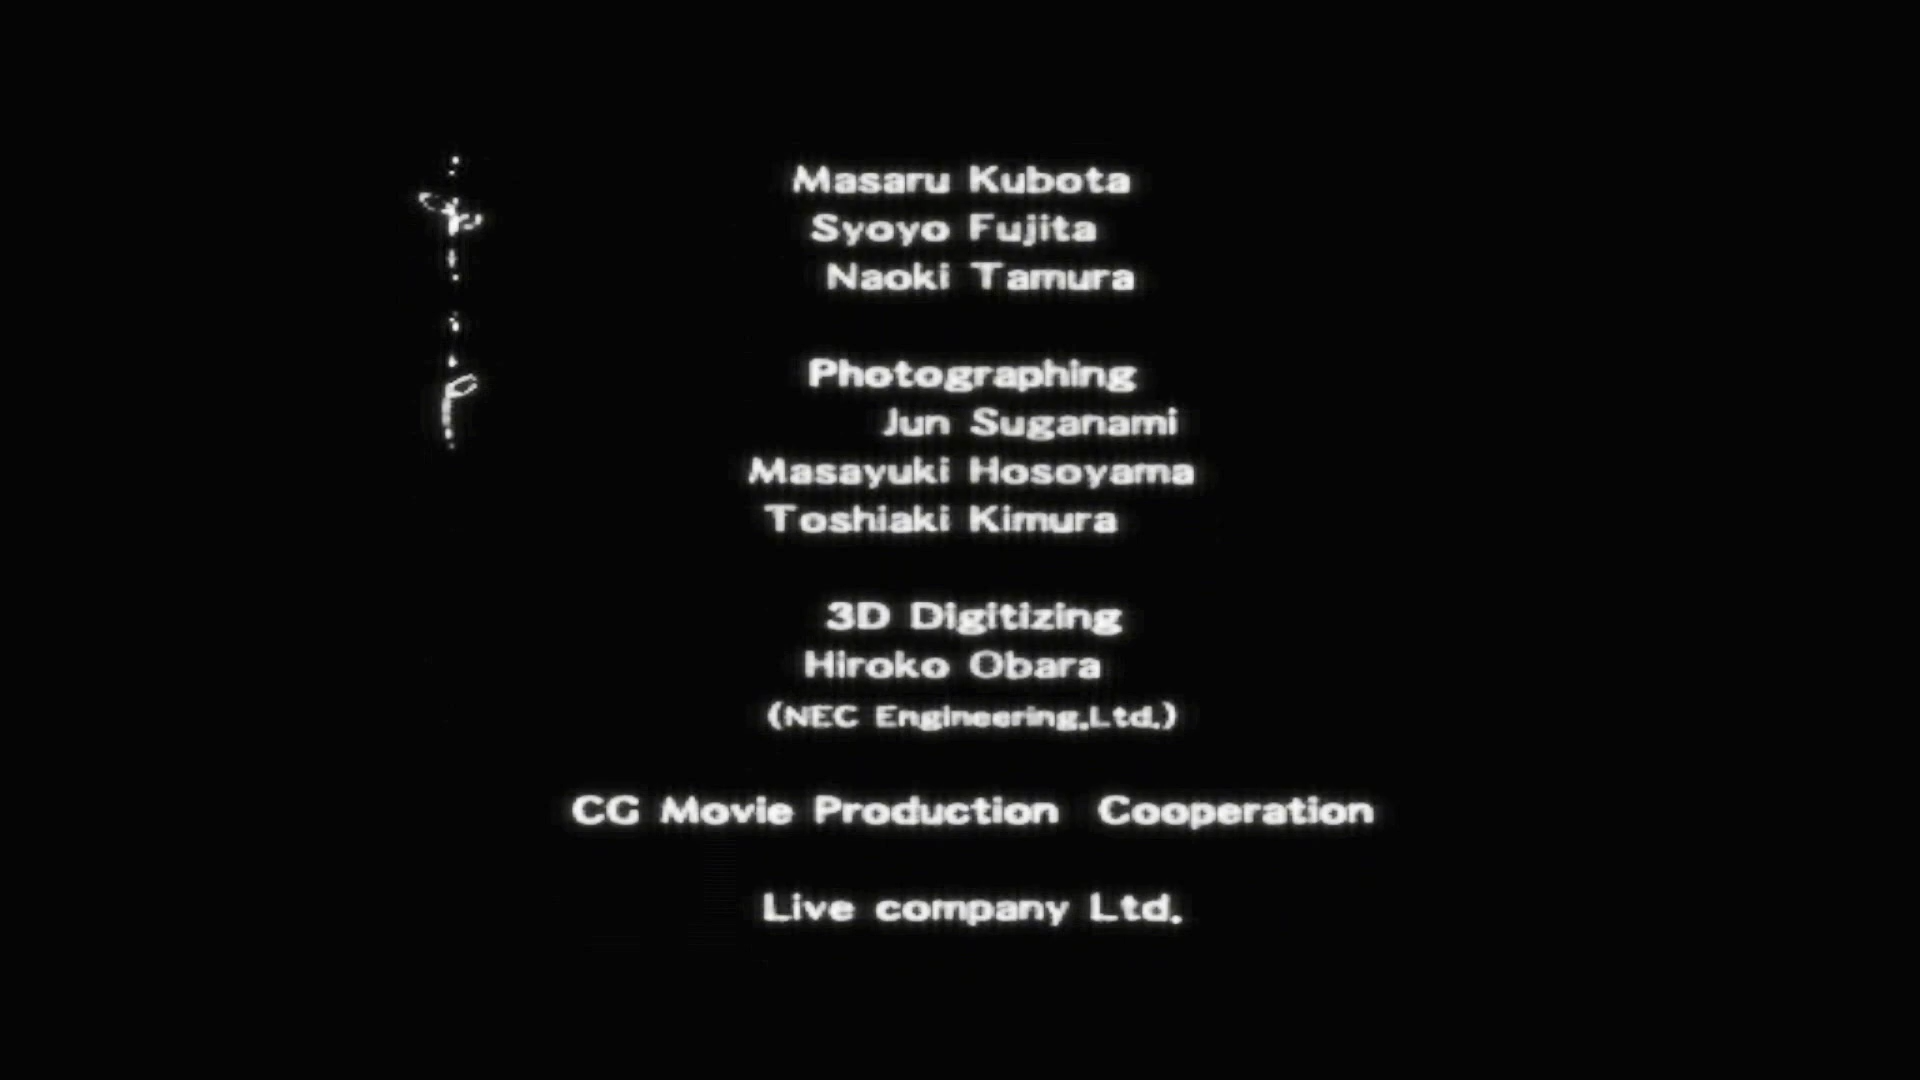 Masaru Kubota
Syoyo Fujita
Naoki Tamura
Photographing
Jun Suganami
Masayuki Hosoyama
Toshiaki Kimura
3D Digitizing
Hiroko Obara
(NEC Engineering,Ltd.)
CG Movie Production Cooperation
Live company Ltd.